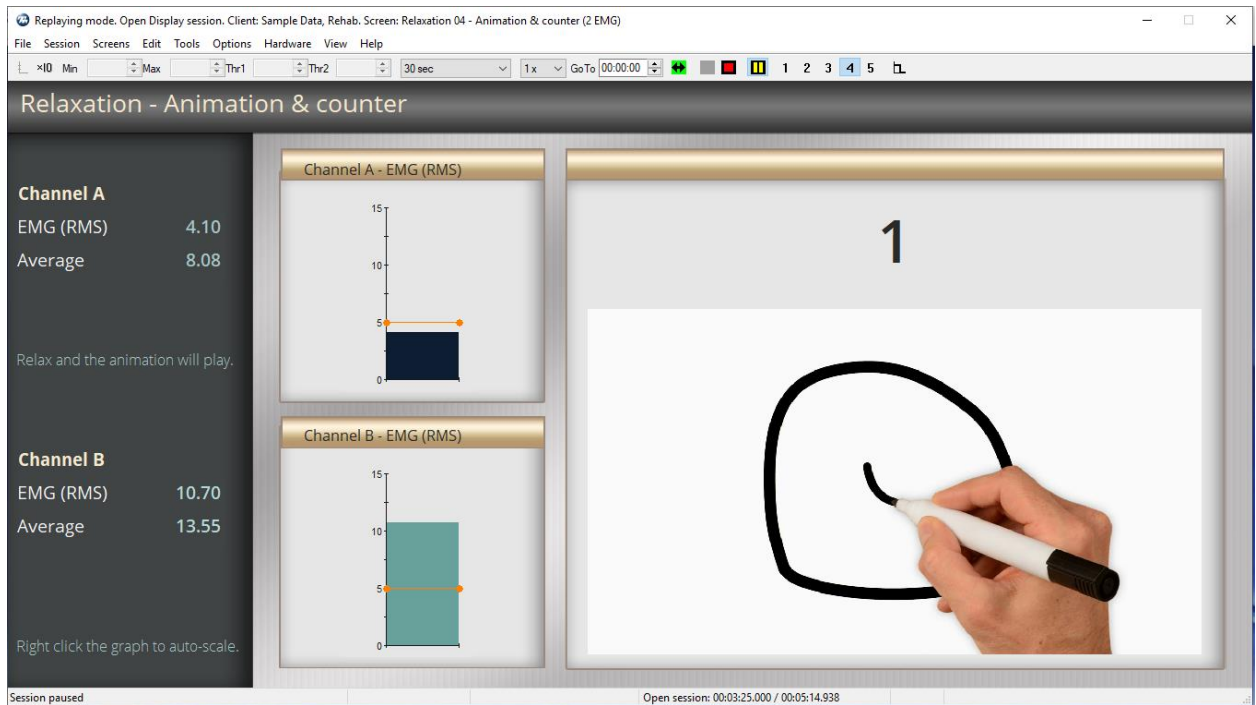 Replaying mode. Open Display session. Client: Sample Data, Rehab. Screen: Relaxation 04 - Animation & counter (2 EMG)
File Session Screens Edit Tools Options Hardware View Help
×10 Min Max Thr1 Thr2 30 sec 1 x GoTo 00:00:00 1 2 3 4 5
Relaxation - Animation & counter
Channel A
EMG (RMS) 4.10
Average 8.08
Relax and the animation will play.
Channel B
EMG (RMS) 10.70
Average 13.55
Right click the graph to auto-scale.
Channel A - EMG (RMS)
15
10
5
0
Channel B - EMG (RMS)
15
10
5
0
1
Session paused
Open session: 00:03:25.000 / 00:05:14.938